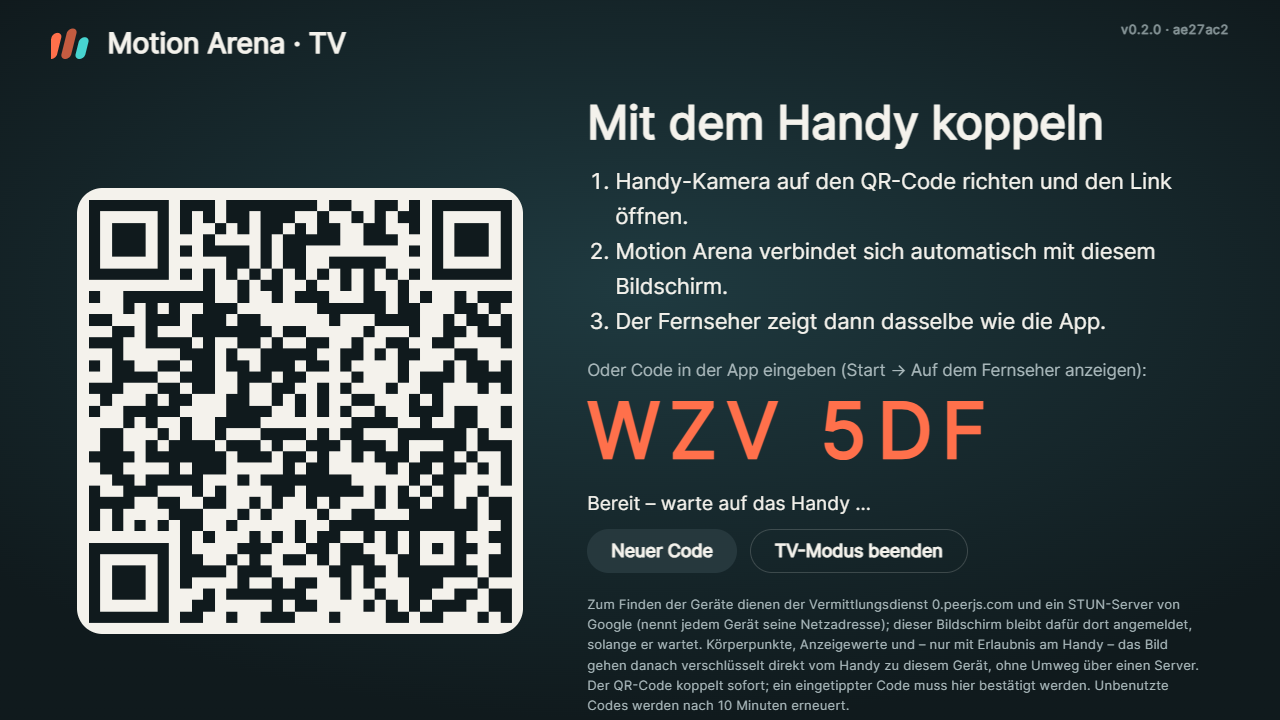 Motion Arena · TV
v0.2.0 · ae27ac2
Mit dem Handy koppeln
1. Handy-Kamera auf den QR-Code richten und den Link
öffnen.
2. Motion Arena verbindet sich automatisch mit diesem
Bildschirm.
3. Der Fernseher zeigt dann dasselbe wie die App.
Oder Code in der App eingeben (Start → Auf dem Fernseher anzeigen):
WZV 5DF
Bereit – warte auf das Handy ...
Neuer Code
TV-Modus beenden
Zum Finden der Geräte dienen der Vermittlungsdienst 0.peerjs.com und ein STUN-Server von
Google (nennt jedem Gerät seine Netzadresse); dieser Bildschirm bleibt dafür dort angemeldet,
solange er wartet. Körperpunkte, Anzeigewerte und – nur mit Erlaubnis am Handy – das Bild
gehen danach verschlüsselt direkt vom Handy zu diesem Gerät, ohne Umweg über einen Server.
Der QR-Code koppelt sofort; ein eingetippter Code muss hier bestätigt werden. Unbenutzte
Codes werden nach 10 Minuten erneuert.